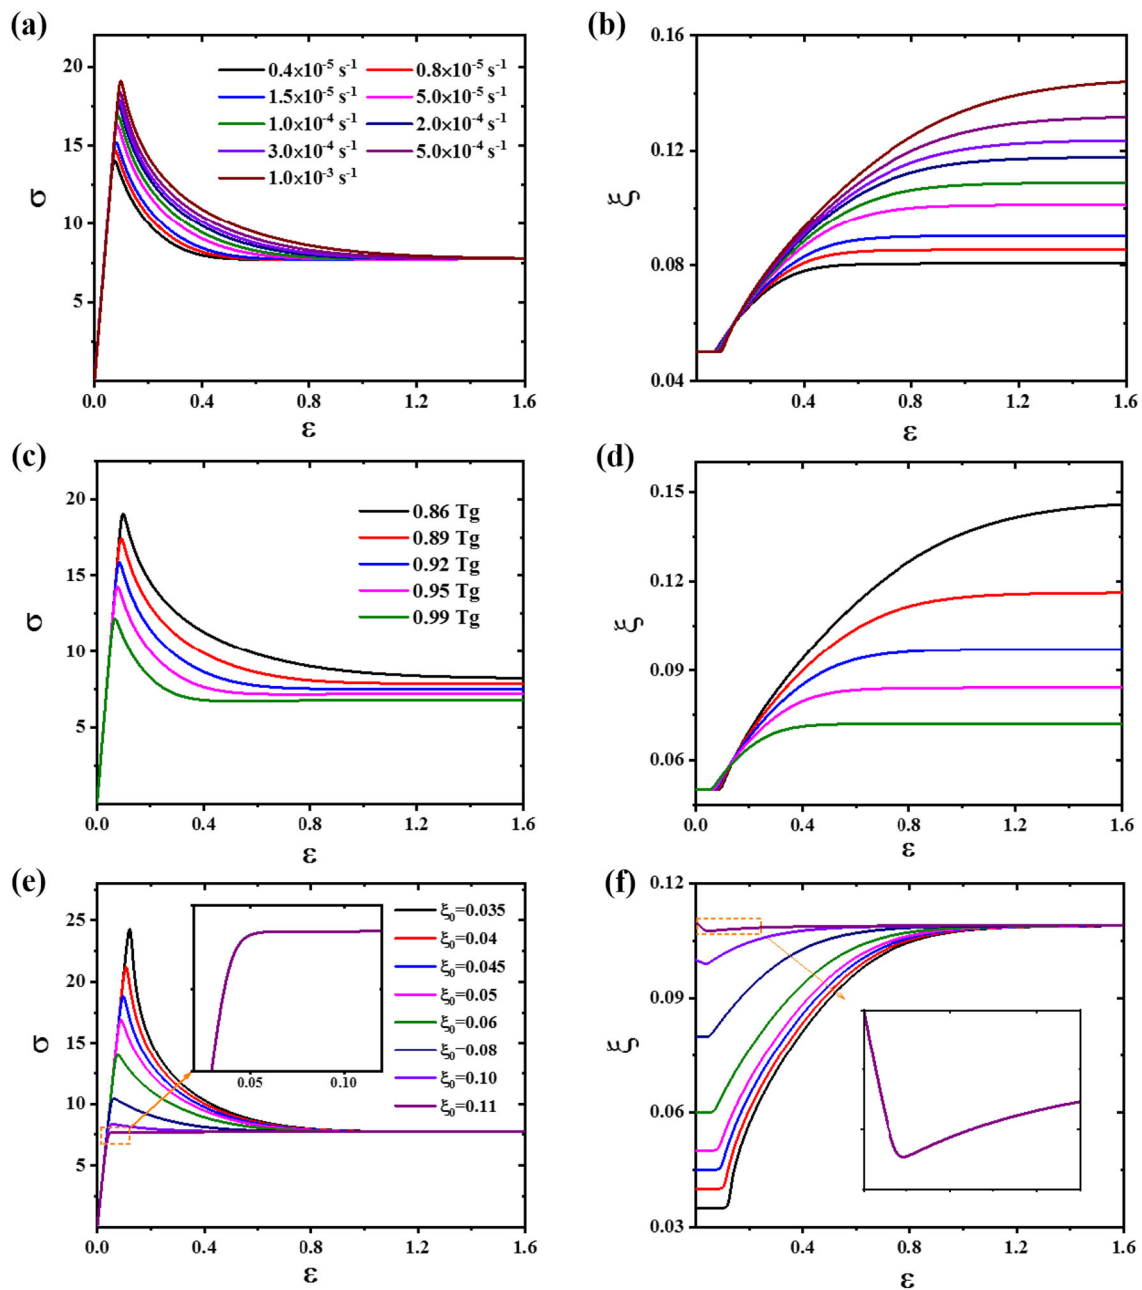 (a)
20
15
10
5
σ
0.4×10⁻⁵ s⁻¹ 0.8×10⁻⁵ s⁻¹
1.5×10⁻⁵ s⁻¹ 5.0×10⁻⁵ s⁻¹
1.0×10⁻⁴ s⁻¹ 2.0×10⁻⁴ s⁻¹
3.0×10⁻⁴ s⁻¹ 5.0×10⁻⁴ s⁻¹
1.0×10⁻³ s⁻¹
0.0 0.4 0.8 1.2 1.6
ε
(b)
0.16
0.12
0.08
0.04
ξ
0.4 0.8 1.2 1.6
ε
(c)
20
15
10
5
σ
0.86 Tg
0.89 Tg
0.92 Tg
0.95 Tg
0.99 Tg
0.0 0.4 0.8 1.2 1.6
ε
(d)
0.15
0.12
0.09
0.06
ξ
0.4 0.8 1.2 1.6
ε
(e)
25
20
15
10
5
σ
0.05 0.10
ξ₀=0.035
ξ₀=0.04
ξ₀=0.045
ξ₀=0.05
ξ₀=0.06
ξ₀=0.08
ξ₀=0.10
ξ₀=0.11
0.0 0.4 0.8 1.2 1.6
ε
(f)
0.12
0.09
0.06
0.03
ξ
0.4 0.8 1.2 1.6
ε